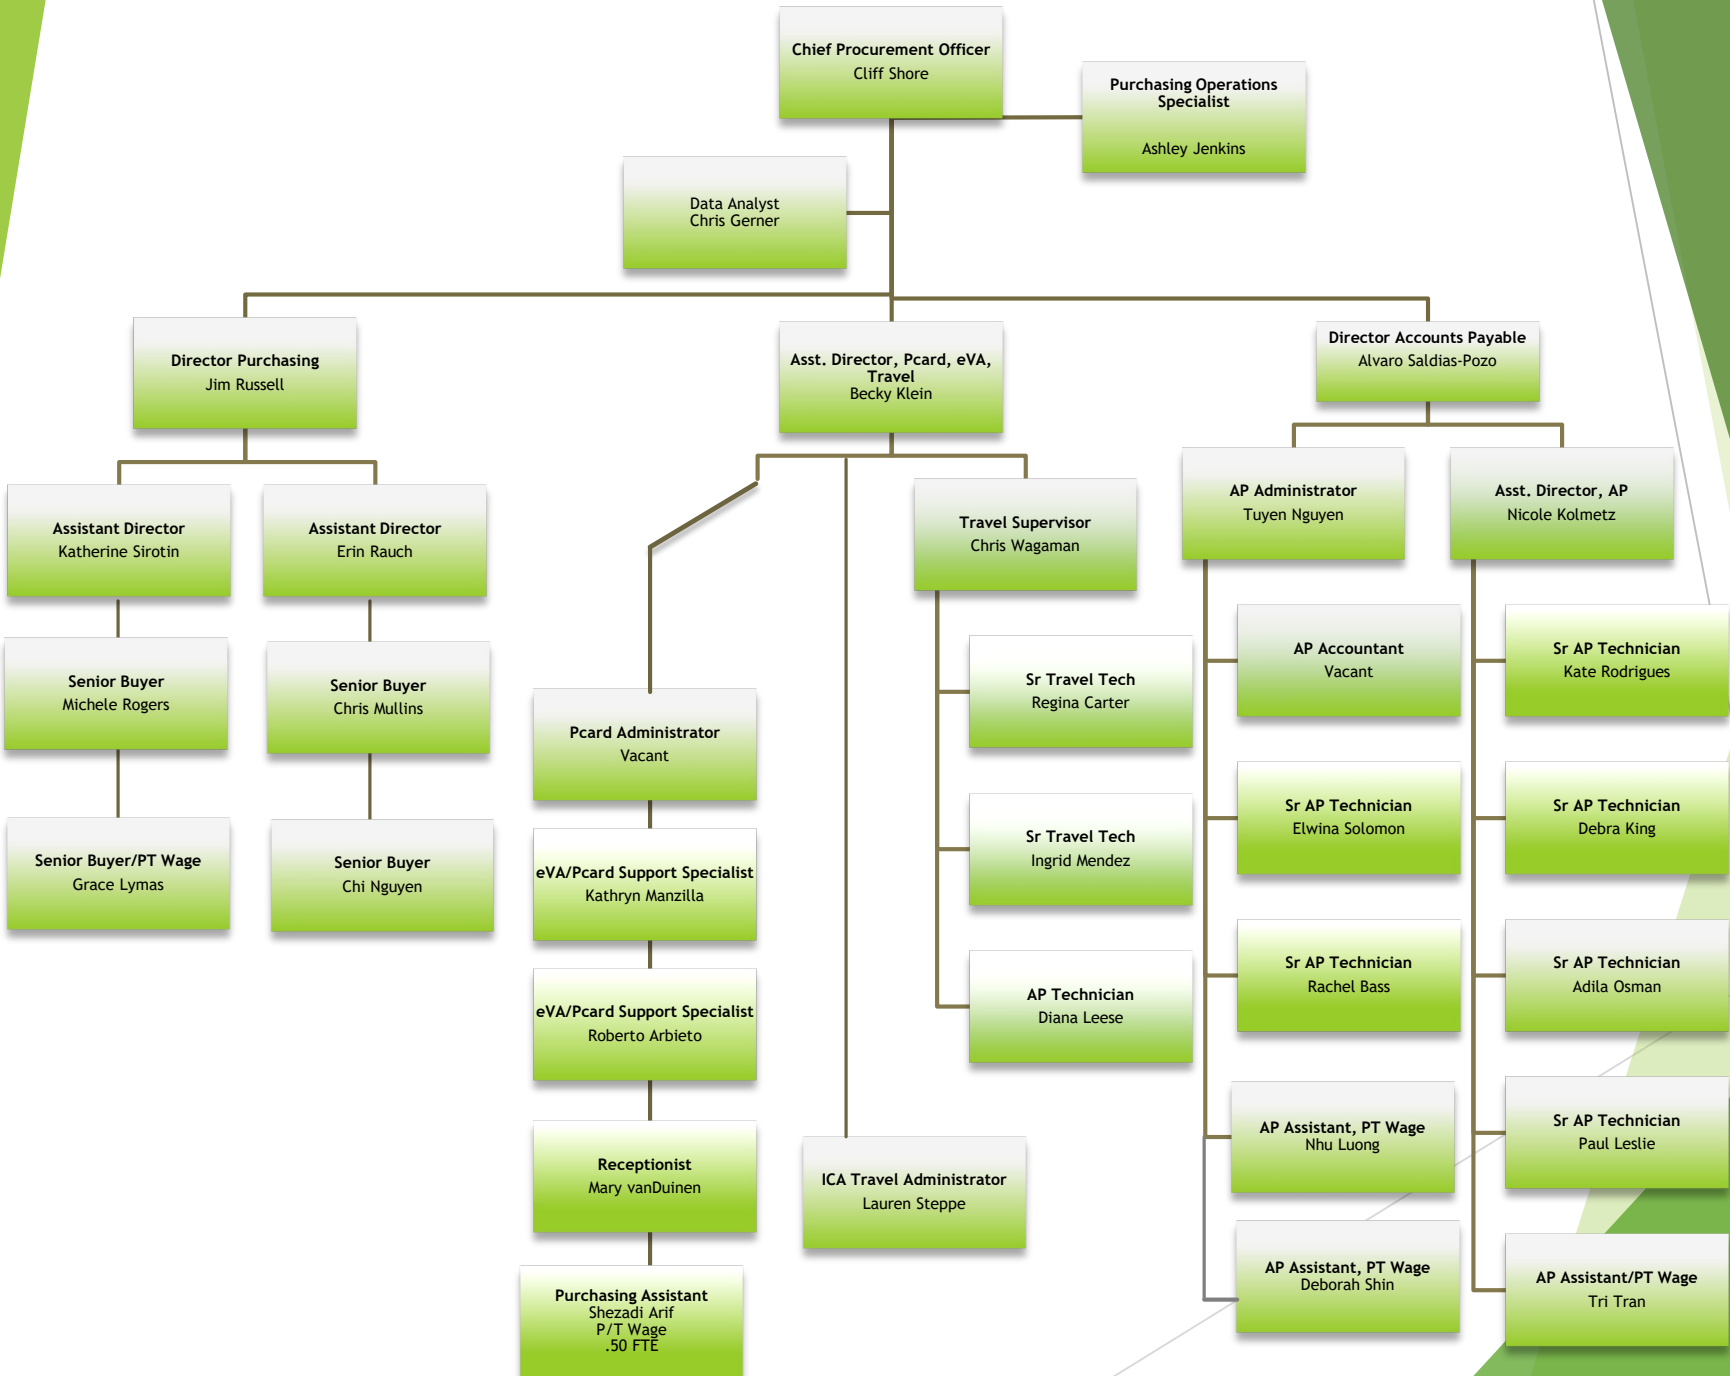 Chief Procurement Officer
Cliff Shore
Purchasing Operations
Specialist
Ashley Jenkins
Data Analyst
Chris Gerner
Director Purchasing
Jim Russell
Asst. Director, Pcard, eVA,
Travel
Becky Klein
Director Accounts Payable
Alvaro Saldias-Pozo
Assistant Director
Katherine Sirotin
Assistant Director
Erin Rauch
Senior Buyer
Michele Rogers
Senior Buyer
Chris Mullins
Senior Buyer/PT Wage
Grace Lymas
Senior Buyer
Chi Nguyen
Pcard Administrator
Vacant
eVA/Pcard Support Specialist
Kathryn Manzilla
eVA/Pcard Support Specialist
Roberto Arbieto
Receptionist
Mary vanDuinen
Purchasing Assistant
Shezadi Arif
P/T Wage
.50 FTE
ICA Travel Administrator
Lauren Steppe
Travel Supervisor
Chris Wagaman
Sr Travel Tech
Regina Carter
Sr Travel Tech
Ingrid Mendez
AP Technician
Diana Leese
AP Administrator
Tuyen Nguyen
AP Accountant
Vacant
Sr AP Technician
Elwina Solomon
Sr AP Technician
Rachel Bass
AP Assistant, PT Wage
Nhu Luong
AP Assistant, PT Wage
Deborah Shin
Asst. Director, AP
Nicole Kolmetz
Sr AP Technician
Kate Rodrigues
Sr AP Technician
Debra King
Sr AP Technician
Adila Osman
Sr AP Technician
Paul Leslie
AP Assistant/PT Wage
Tri Tran